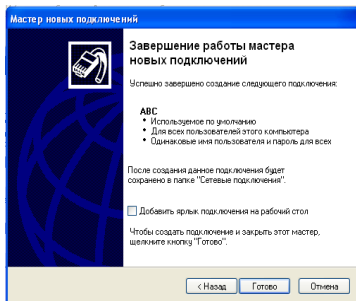 Мастер новых подключений
Завершение работы мастера
новых подключений
Успешно завершено создание следующего подключения:
ABC
• Используемое по умолчанию
• Для всех пользователей этого компьютера
• Одинаковые имя пользователя и пароль для всех
После создания данное подключение будет
сохранено в папке "Сетевые подключения".
Добавить ярлык подключения на рабочий стол
Чтобы создать подключение и закрыть этот мастер,
щелкните кнопку "Готово".
< Назад Готово Отмена